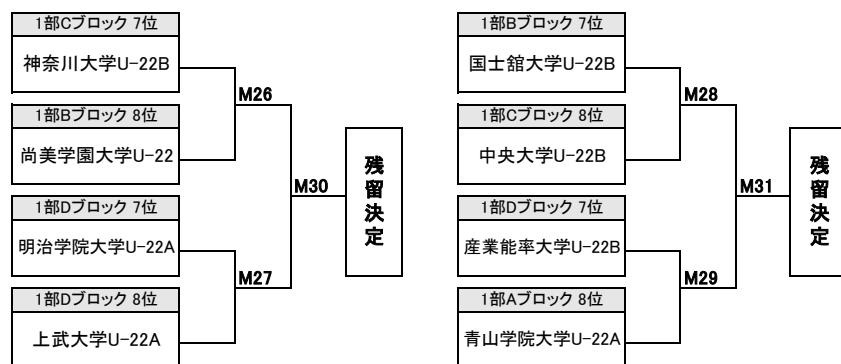 1部Cブロック 7位
神奈川大学U-22B
M26
1部Bブロック 8位
尚美学園大学U-22
M30
残留決定
1部Dブロック 7位
明治学院大学U-22A
M27
1部Dブロック 8位
上武大学U-22A
1部Bブロック 7位
国士舘大学U-22B
M28
1部Cブロック 8位
中央大学U-22B
M31
残留決定
1部Dブロック 7位
産業能率大学U-22B
M29
1部Aブロック 8位
青山学院大学U-22A